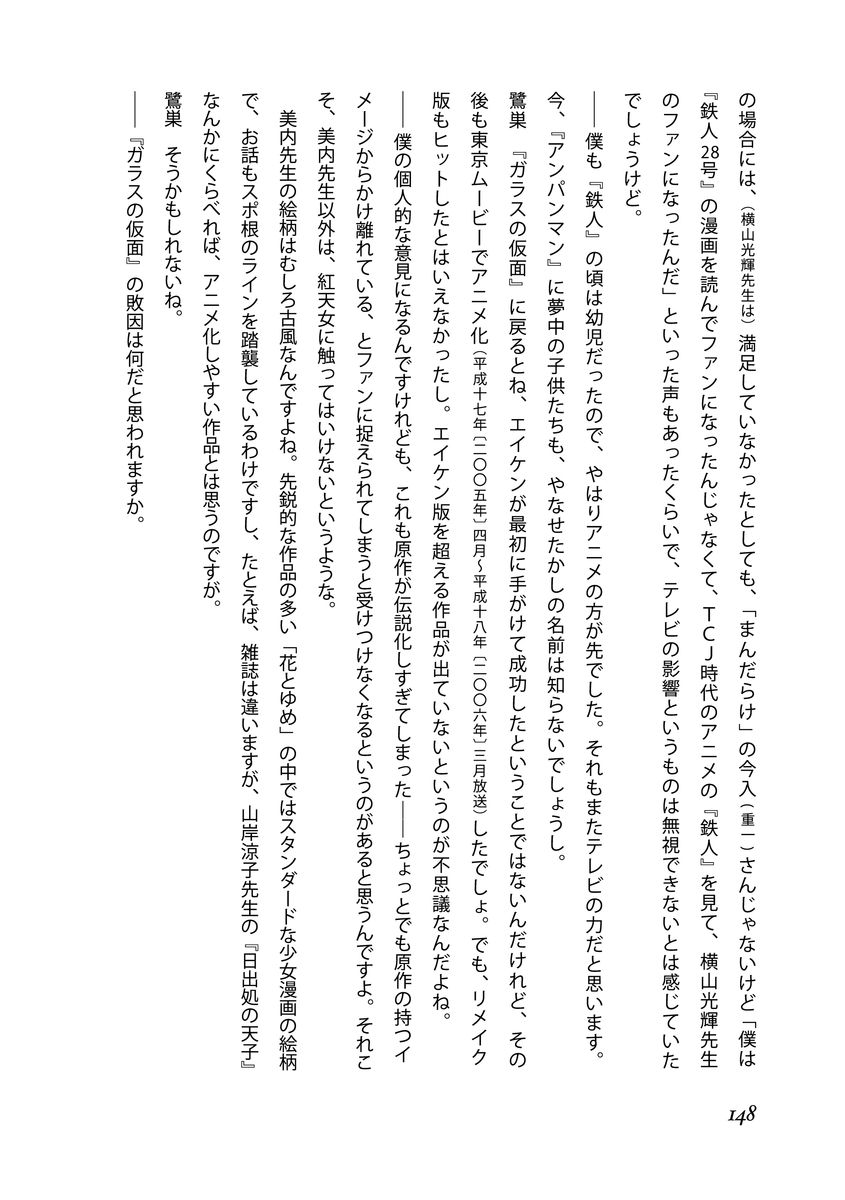 の場合には、（横山光輝先生は）満足していなかったとしても、「まんだらけ」の今入（重一）さんじゃないけど「僕は
『鉄人28号』の漫画を読んでファンになったんじゃなくて、ＴＣＪ時代のアニメの『鉄人』を見て、横山光輝先生
のファンになったんだ」といった声もあったくらいで、テレビの影響というものは無視できないとは感じていた
でしょうけど。
――僕も『鉄人』の頃は幼児だったので、やはりアニメの方が先でした。それもまたテレビの力だと思います。
今、『アンパンマン』に夢中の子供たちも、やなせたかしの名前は知らないでしょうし。
鷺巣　『ガラスの仮面』に戻るとね、エイケンが最初に手がけて成功したということではないんだけれど、その
後も東京ムービーでアニメ化（平成十七年〔二〇〇五年〕四月～平成十八年〔二〇〇六年〕三月放送）したでしょ。でも、リメイク
版もヒットしたとはいえなかったし。エイケン版を超える作品が出ていないというのが不思議なんだよね。
――僕の個人的な意見になるんですけれども、これも原作が伝説化しすぎてしまった――ちょっとでも原作の持つイ
メージからかけ離れている、とファンに捉えられてしまうと受けつけなくなるというのがあると思うんですよ。それこ
そ、美内先生以外は、紅天女に触ってはいけないというような。
　美内先生の絵柄はむしろ古風なんですよね。先鋭的な作品の多い「花とゆめ」の中ではスタンダードな少女漫画の絵柄
で、お話もスポ根のラインを踏襲しているわけですし、たとえば、雑誌は違いますが、山岸涼子先生の『日出処の天子』
なんかにくらべれば、アニメ化しやすい作品とは思うのですが。
鷺巣　そうかもしれないね。
――『ガラスの仮面』の敗因は何だと思われますか。
148